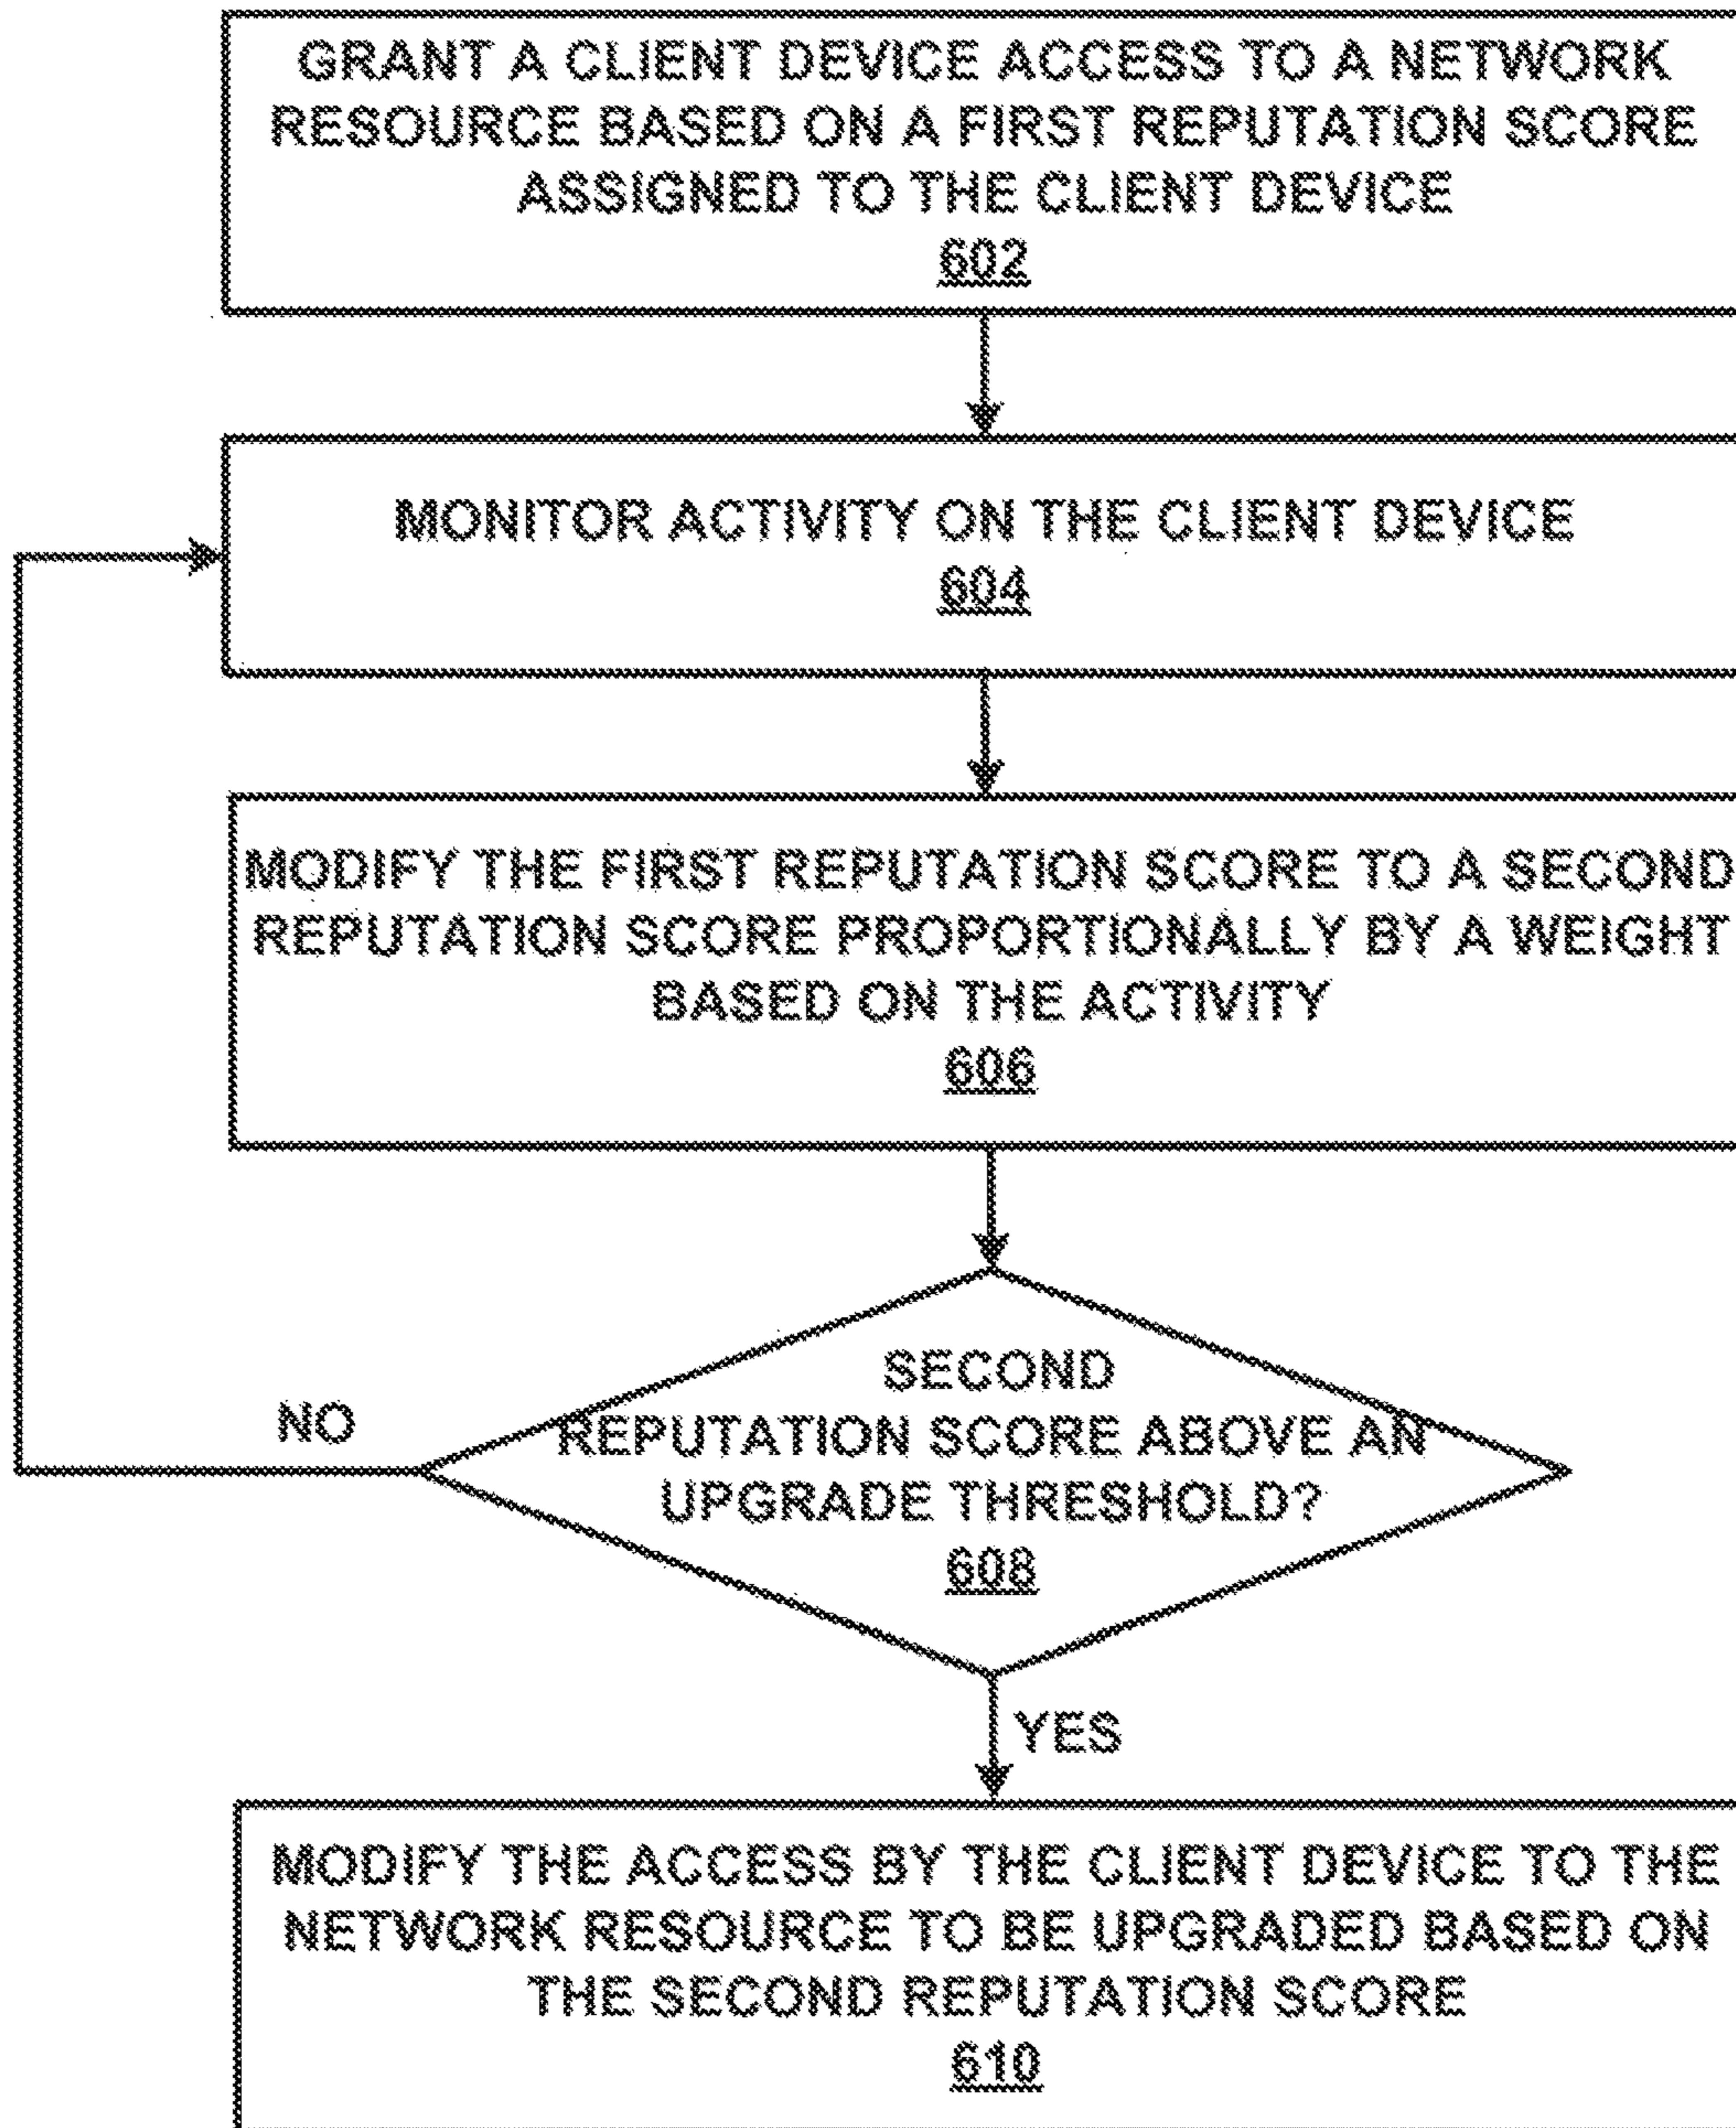 GRANT A CLIENT DEVICE ACCESS TO A NETWORK
RESOURCE BASED ON A FIRST REPUTATION SCORE
ASSIGNED TO THE CLIENT DEVICE
602
MONITOR ACTIVITY ON THE CLIENT DEVICE
604
MODIFY THE FIRST REPUTATION SCORE TO A SECOND
REPUTATION SCORE PROPORTIONALLY BY A WEIGHT
BASED ON THE ACTIVITY
606
SECOND
REPUTATION SCORE ABOVE AN
UPGRADE THRESHOLD?
608
NO
YES
MODIFY THE ACCESS BY THE CLIENT DEVICE TO THE
NETWORK RESOURCE TO BE UPGRADED BASED ON
THE SECOND REPUTATION SCORE
610